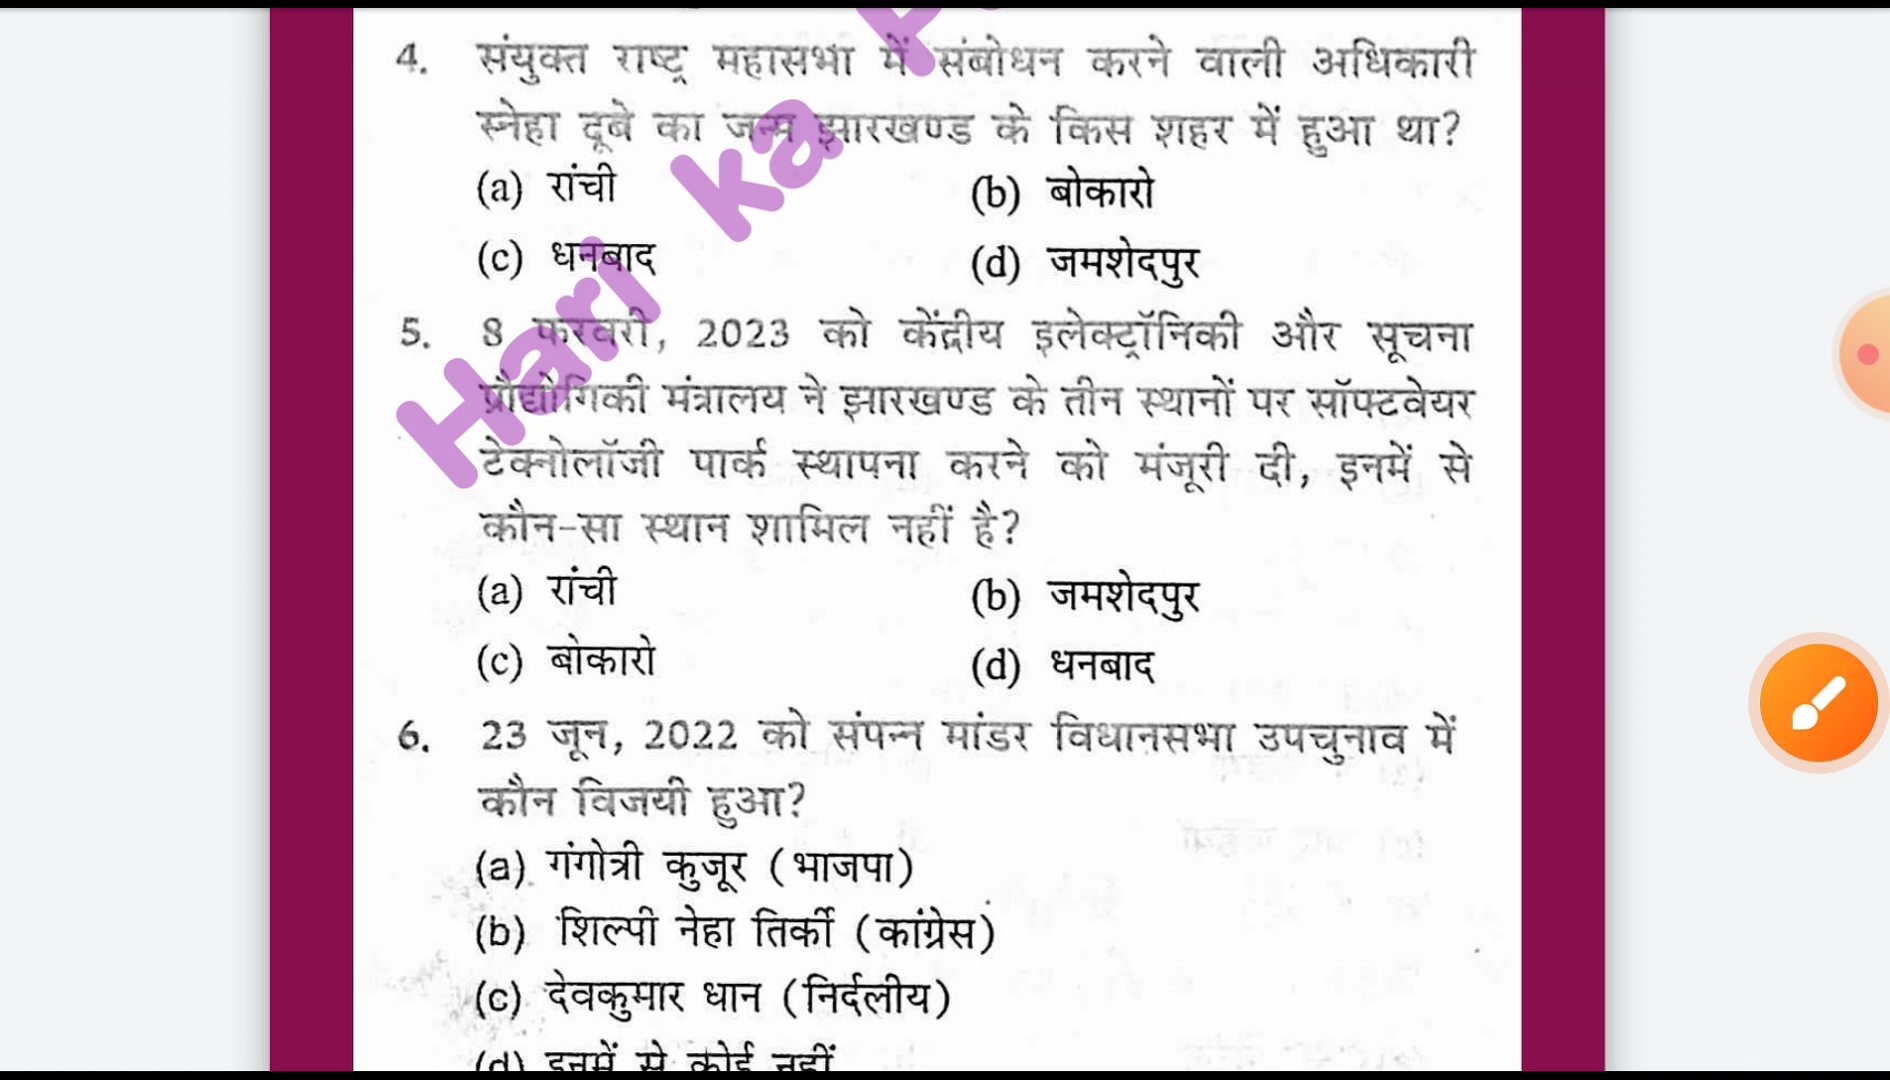 4. संयुक्त राष्ट्र महासभा में संबोधन करने वाली अधिकारी
स्नेहा दूबे का जन्म झारखण्ड के किस शहर में हुआ था?
(a) रांची (b) बोकारो
(c) धनबाद (d) जमशेदपुर
5. 8 फरवरी, 2023 को केंद्रीय इलेक्ट्रॉनिकी और सूचना
प्रौद्योगिकी मंत्रालय ने झारखण्ड के तीन स्थानों पर सॉफ्टवेयर
टेक्नोलॉजी पार्क स्थापना करने को मंजूरी दी, इनमें से
कौन-सा स्थान शामिल नहीं है?
(a) रांची (b) जमशेदपुर
(c) बोकारो (d) धनबाद
6. 23 जून, 2022 को संपन्न मांडर विधानसभा उपचुनाव में
कौन विजयी हुआ?
(a) गंगोत्री कुजूर (भाजपा)
(b) शिल्पी नेहा तिर्की (कांग्रेस)
(c) देवकुमार धान (निर्दलीय)
(d) इनमें से कोई नहीं
Hari ka